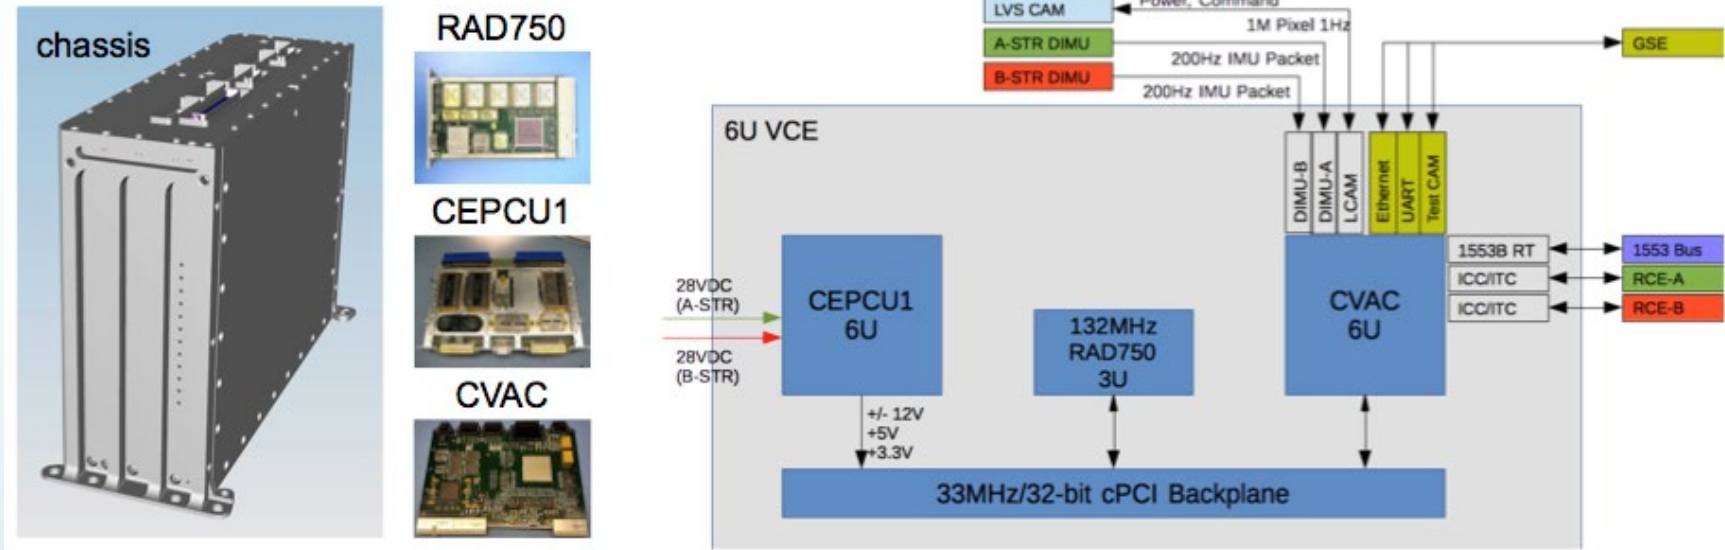 chassis
RAD750
CEPCU1
CVAC
Power, Command
LVS CAM
1M Pixel 1Hz
A-STR DIMU
200Hz IMU Packet
B-STR DIMU
200Hz IMU Packet
GSE
6U VCE
DIMU-B
DIMU-A
LCAM
Ethernet
UART
Test CAM
28VDC
(A-STR)
28VDC
(B-STR)
CEPCU1
6U
132MHz
RAD750
3U
CVAC
6U
1553B RT
1553 Bus
ICC/ITC
RCE-A
ICC/ITC
RCE-B
+/- 12V
+5V
+3.3V
33MHz/32-bit cPCI Backplane